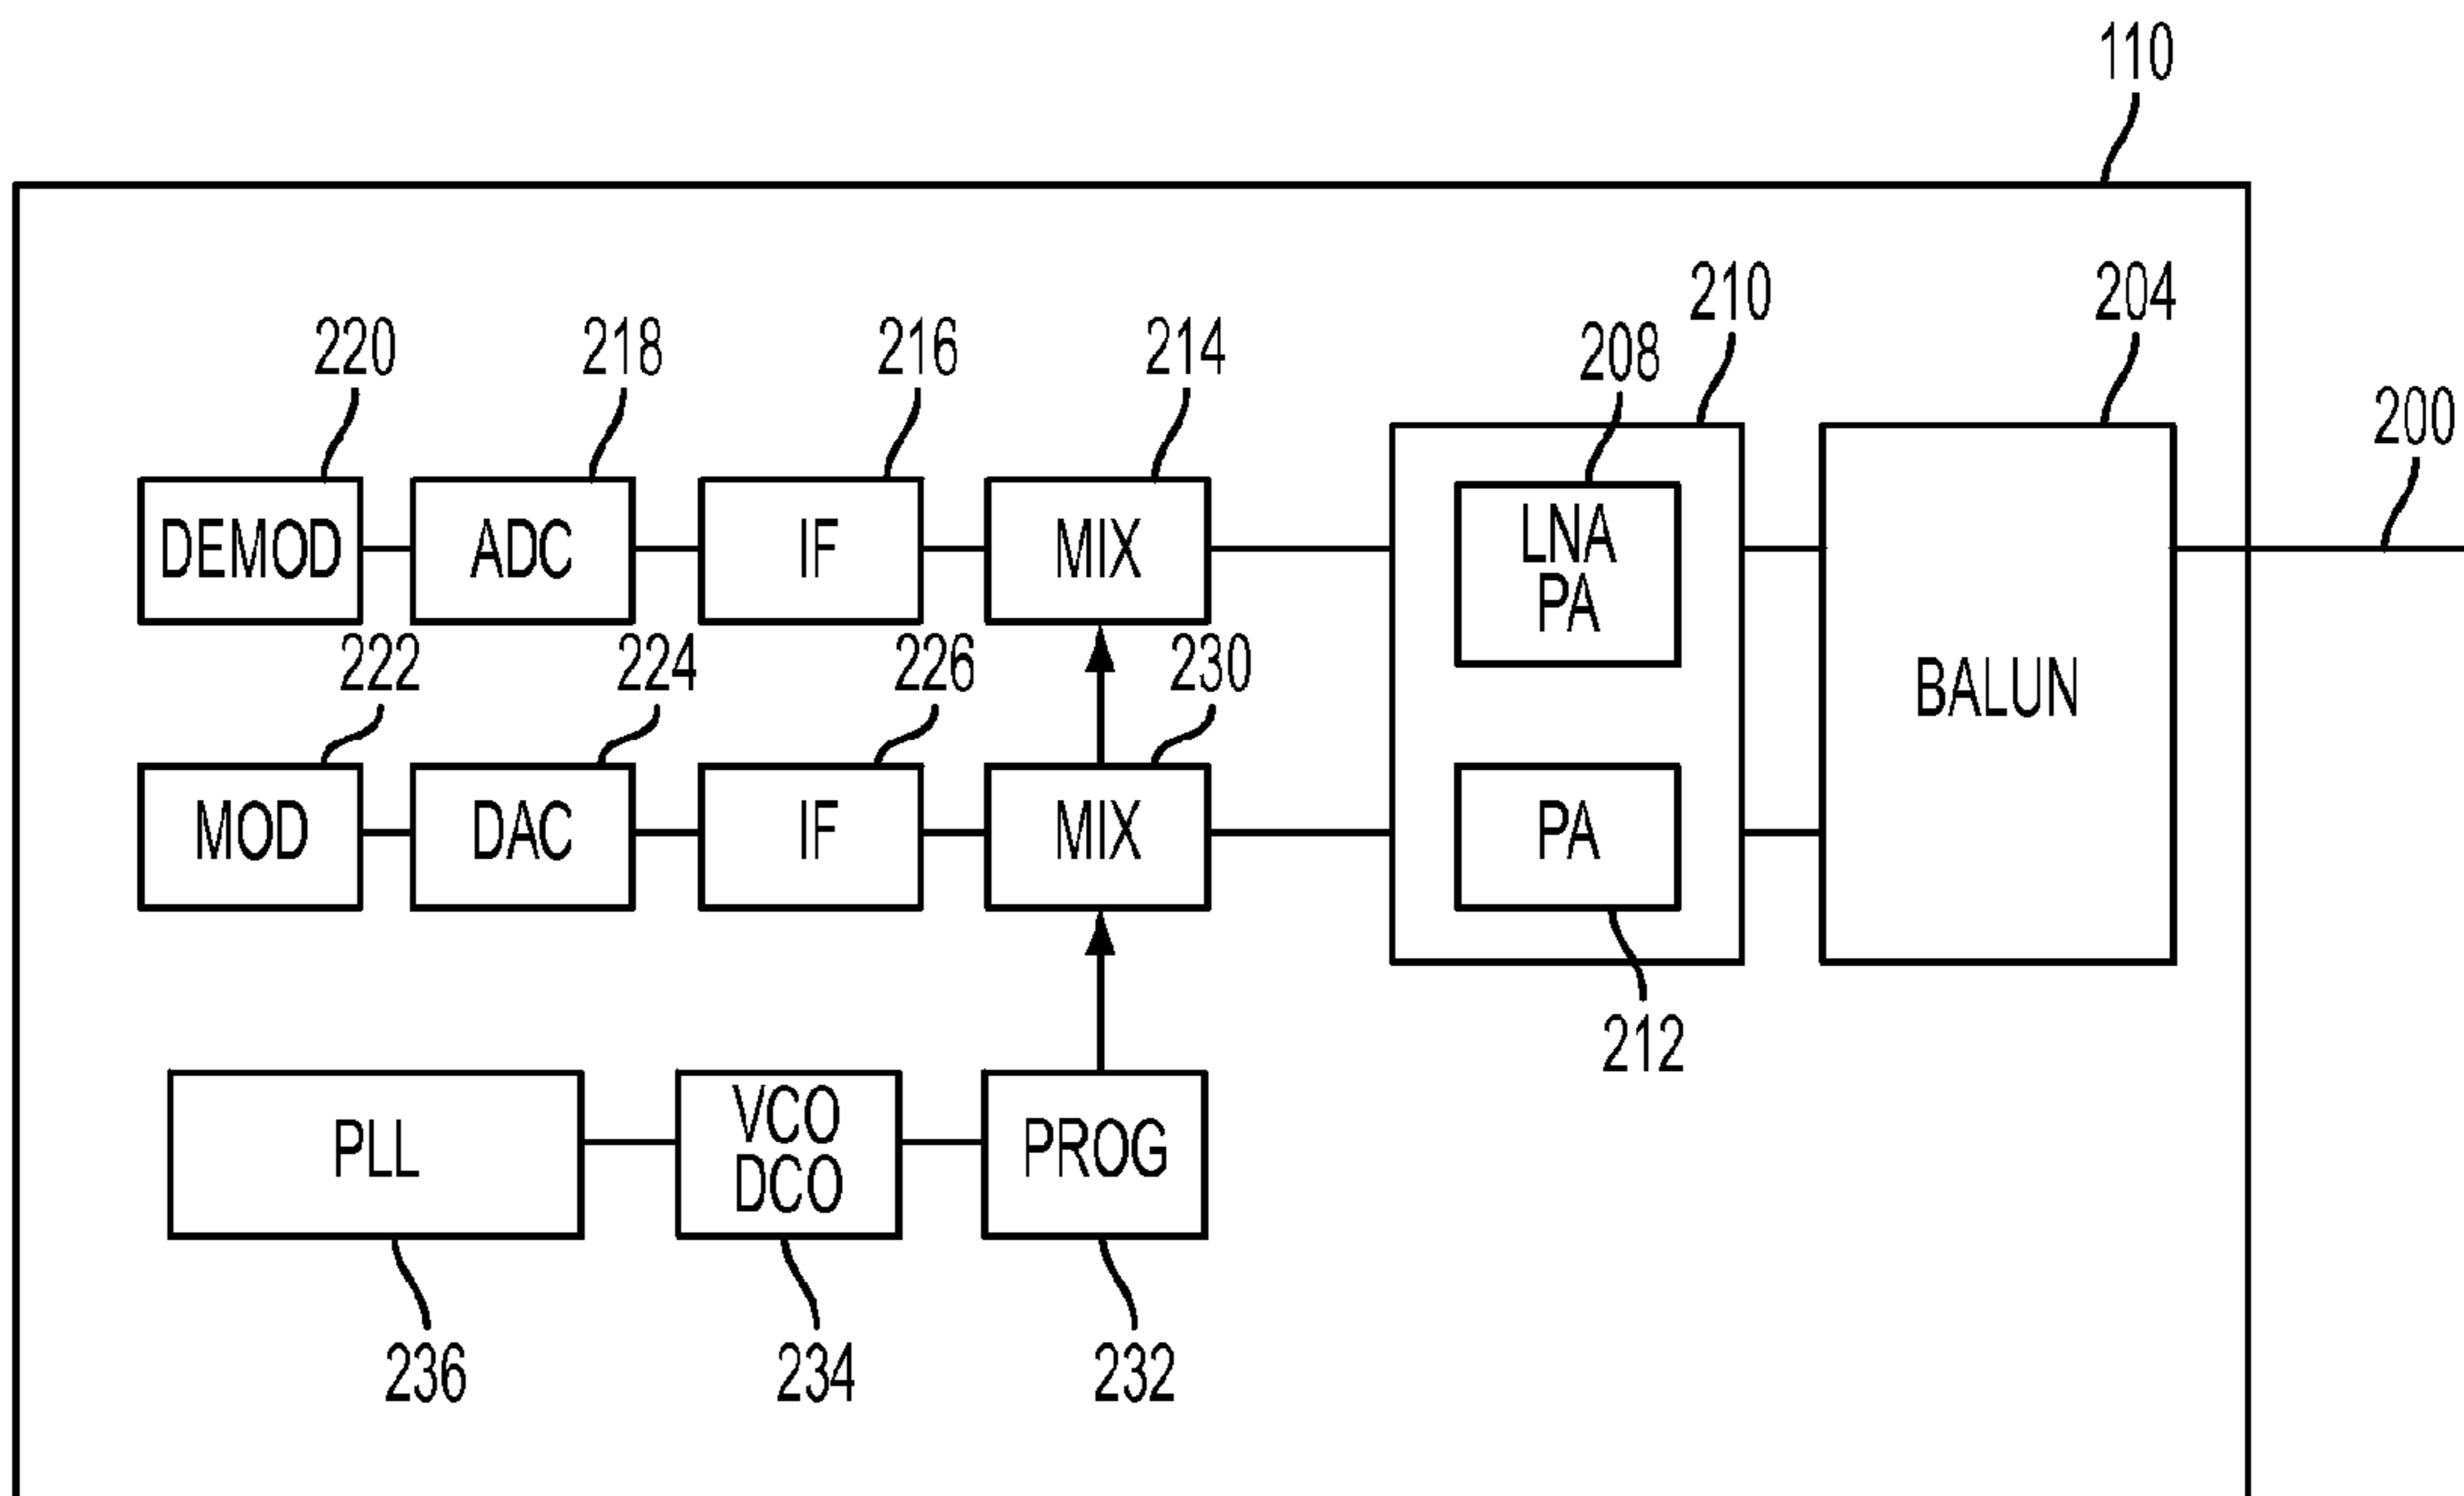 110
210
204
220
218
216
214
208
200
DEMOD
ADC
IF
MIX
LNA
PA
222
224
226
230
BALUN
MOD
DAC
IF
MIX
PA
212
PLL
VCO
DCO
PROG
236
234
232